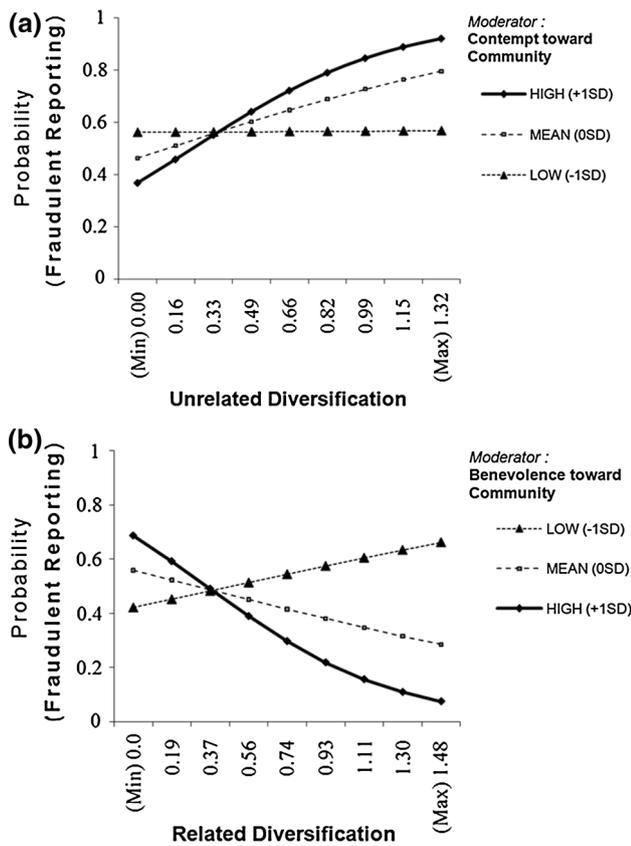 (a)
Probability
(Fraudulent Reporting)
1
0.8
0.6
0.4
0.2
0
(Min) 0.00
0.16
0.33
0.49
0.66
0.82
0.99
1.15
(Max) 1.32
Unrelated Diversification
Moderator :
Contempt toward
Community
HIGH (+1SD)
MEAN (0SD)
LOW (-1SD)
(b)
Probability
(Fraudulent Reporting)
1
0.8
0.6
0.4
0.2
0
(Min) 0.0
0.19
0.37
0.56
0.74
0.93
1.11
1.30
(Max) 1.48
Related Diversification
Moderator :
Benevolence toward
Community
LOW (-1SD)
MEAN (0SD)
HIGH (+1SD)